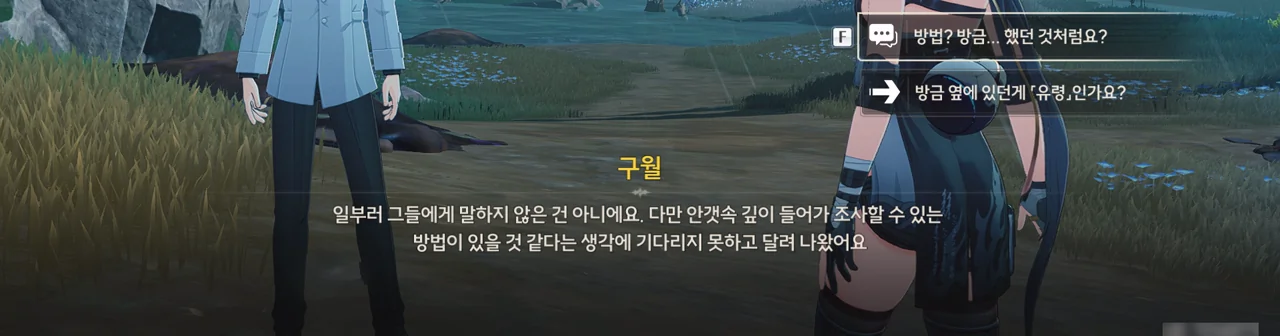 F
방법? 방금... 했던 것처럼요?
방금 옆에 있던게 「유령」인가요?
구월
일부러 그들에게 말하지 않은 건 아니에요. 다만 안갯속 깊이 들어가 조사할 수 있는
방법이 있을 것 같다는 생각에 기다리지 못하고 달려 나왔어요